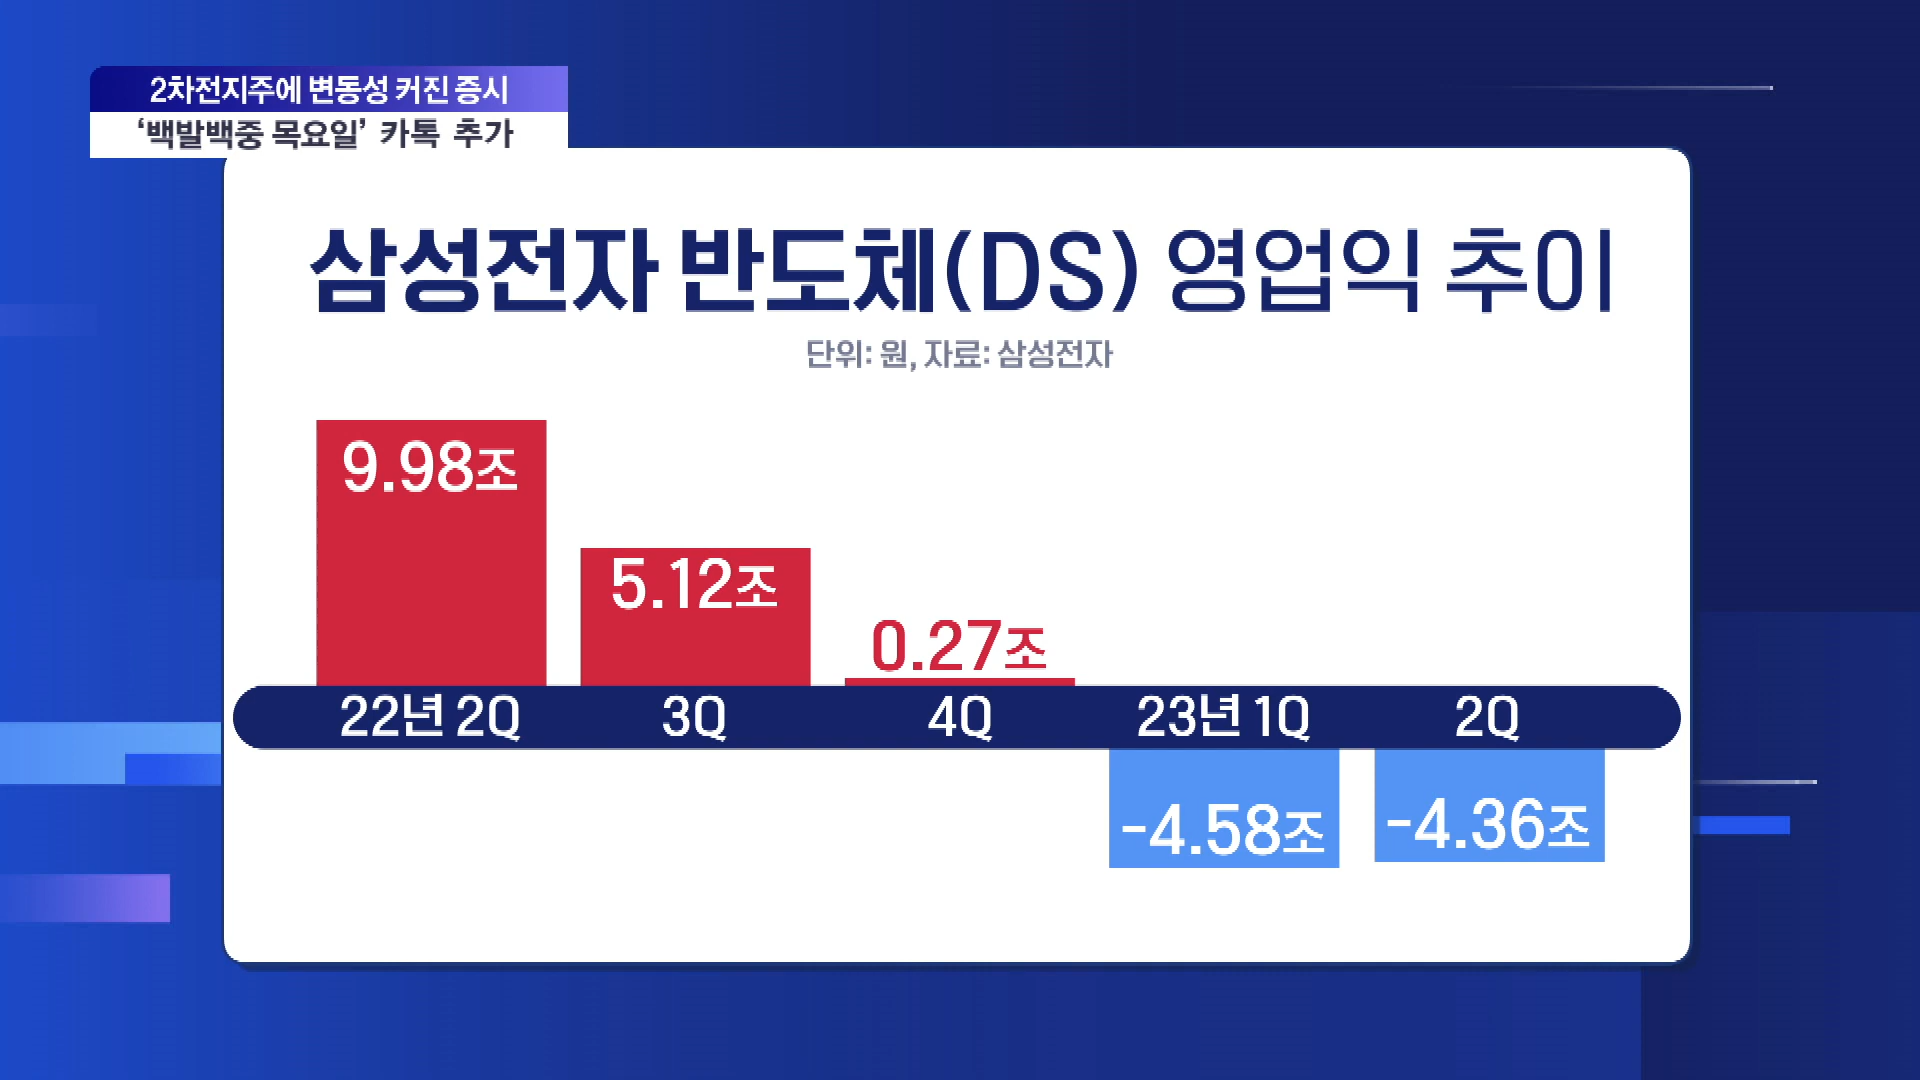 2차전지주에 변동성 커진 증시
‘백발백중 목요일’ 카톡 추가
삼성전자 반도체(DS) 영업익 추이
단위: 원, 자료: 삼성전자
9.98조
5.12조
0.27조
22년 2Q 3Q 4Q 23년 1Q 2Q
-4.58조 -4.36조